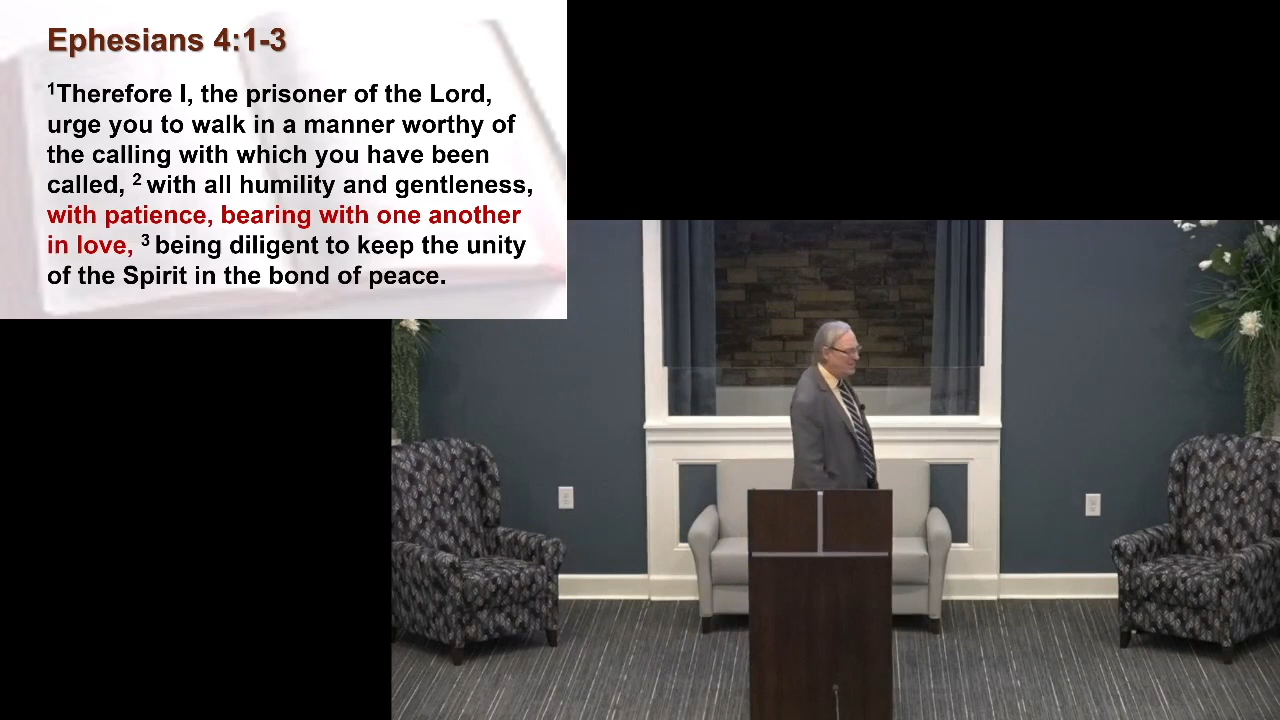 Ephesians 4:1-3
¹Therefore I, the prisoner of the Lord,
urge you to walk in a manner worthy of
the calling with which you have been
called, ² with all humility and gentleness,
with patience, bearing with one another
in love, ³ being diligent to keep the unity
of the Spirit in the bond of peace.